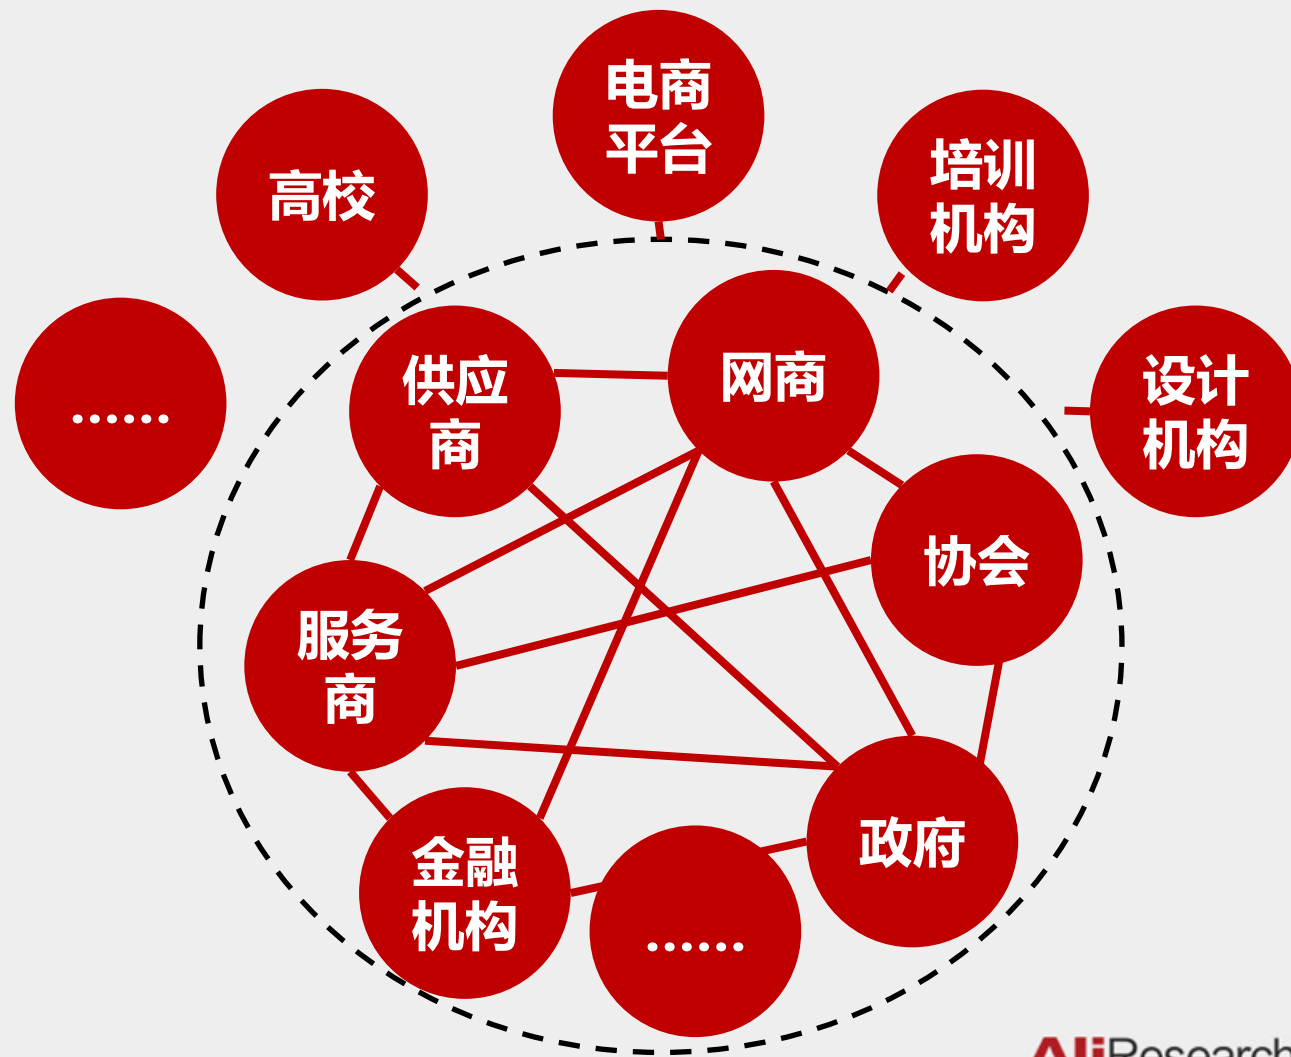 电商
平台
高校
培训
机构
……
设计
机构
供应
商
网商
协会
服务
商
金融
机构
……
政府
AliResearch